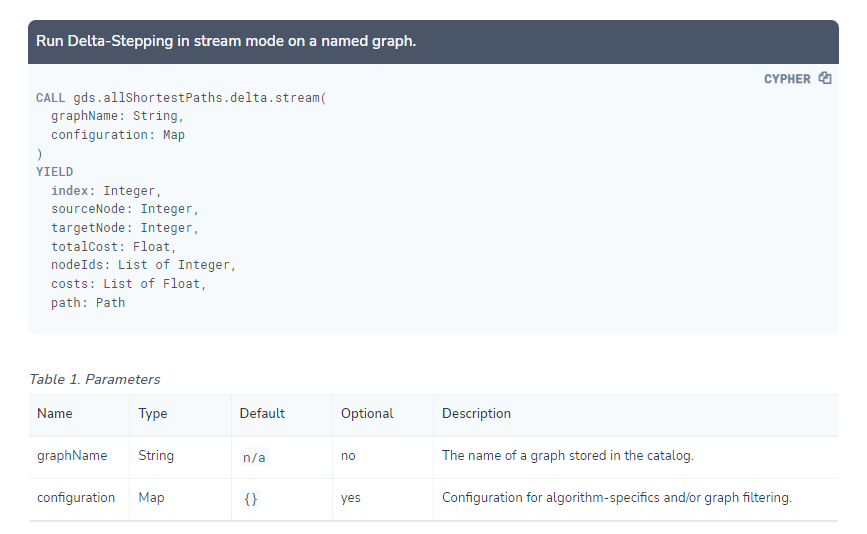 Run Delta-Stepping in stream mode on a named graph.
CYPHER
CALL gds.allShortestPaths.delta.stream(
  graphName: String,
  configuration: Map
)
YIELD
  index: Integer,
  sourceNode: Integer,
  targetNode: Integer,
  totalCost: Float,
  nodeIds: List of Integer,
  costs: List of Float,
  path: Path
Table 1. Parameters
Name Type Default Optional Description
graphName String n/a no The name of a graph stored in the catalog.
configuration Map {} yes Configuration for algorithm-specifics and/or graph filtering.